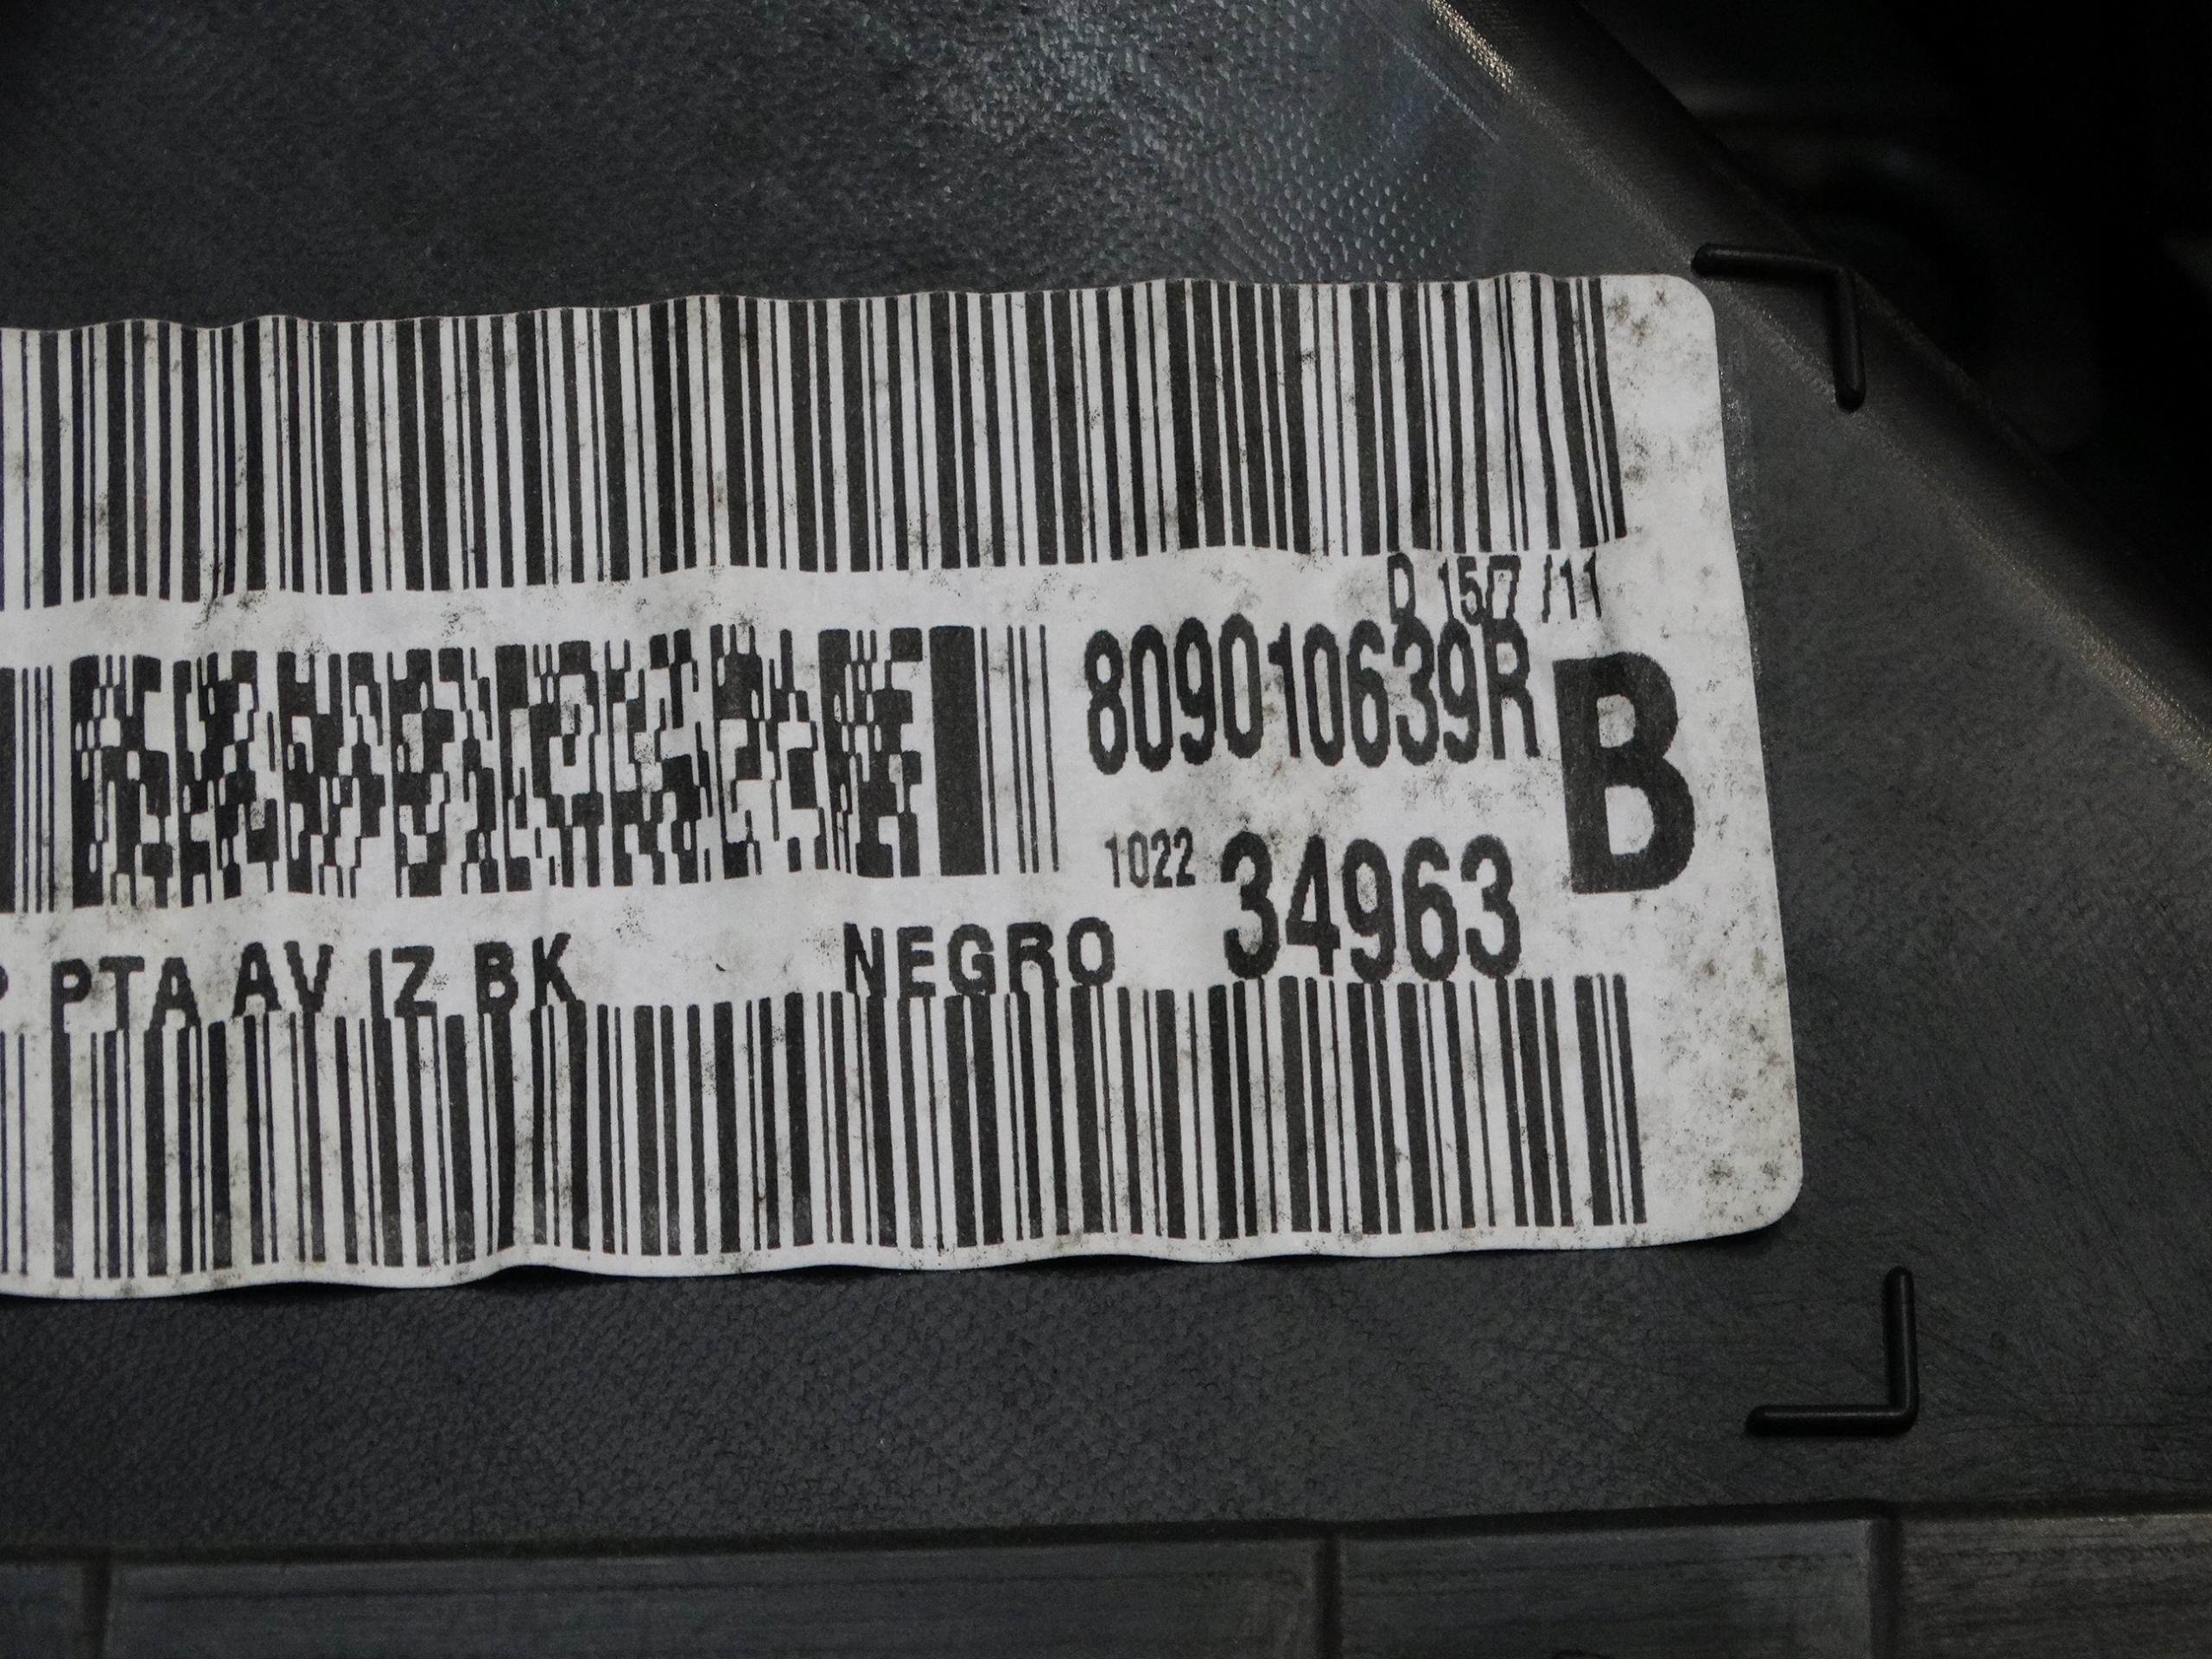 D 15/7 /11
809010639R
B
1022 34963
PTA AV IZ BK NEGRO